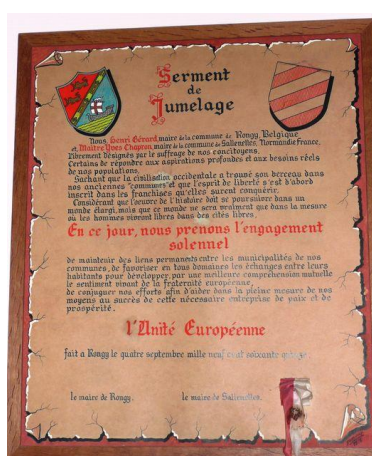 Serment
de
Jumelage
Nous, Henri Gérard, maire de la commune de Rongy, Belgique
et, Maître Yves Chapron, maire de la commune de Sallenelles, Normandie France,
librement désignés par le suffrage de nos concitoyens,
Certains de répondre aux aspirations profondes et aux besoins réels
de nos populations,
Sachant que la civilisation occidentale a trouvé son berceau dans
nos anciennes "communes" et que l'esprit de liberté s'est d'abord
inscrit dans les franchises qu'elles surent conquérir,
Considérant que l'œuvre de l'histoire doit se poursuivre dans un
monde élargi, mais que ce monde ne sera vraiment que dans la mesure
où les hommes vivront libres dans des cités libres,
En ce jour, nous prenons l'engagement
solennel
de maintenir des liens permanents entre les municipalités de nos
communes, de favoriser en tous domaines les échanges entre leurs
habitants pour développer par une meilleure compréhension mutuelle
le sentiment vivant de la fraternité européenne,
de conjuguer nos efforts afin d'aider dans la pleine mesure de nos
moyens au succès de cette nécessaire entreprise de paix et de
prospérité.
l'Unité Européenne
fait à Rongy le quatre septembre mille neuf cent soixante
le maire de Rongy. le maire de Sallenelles.